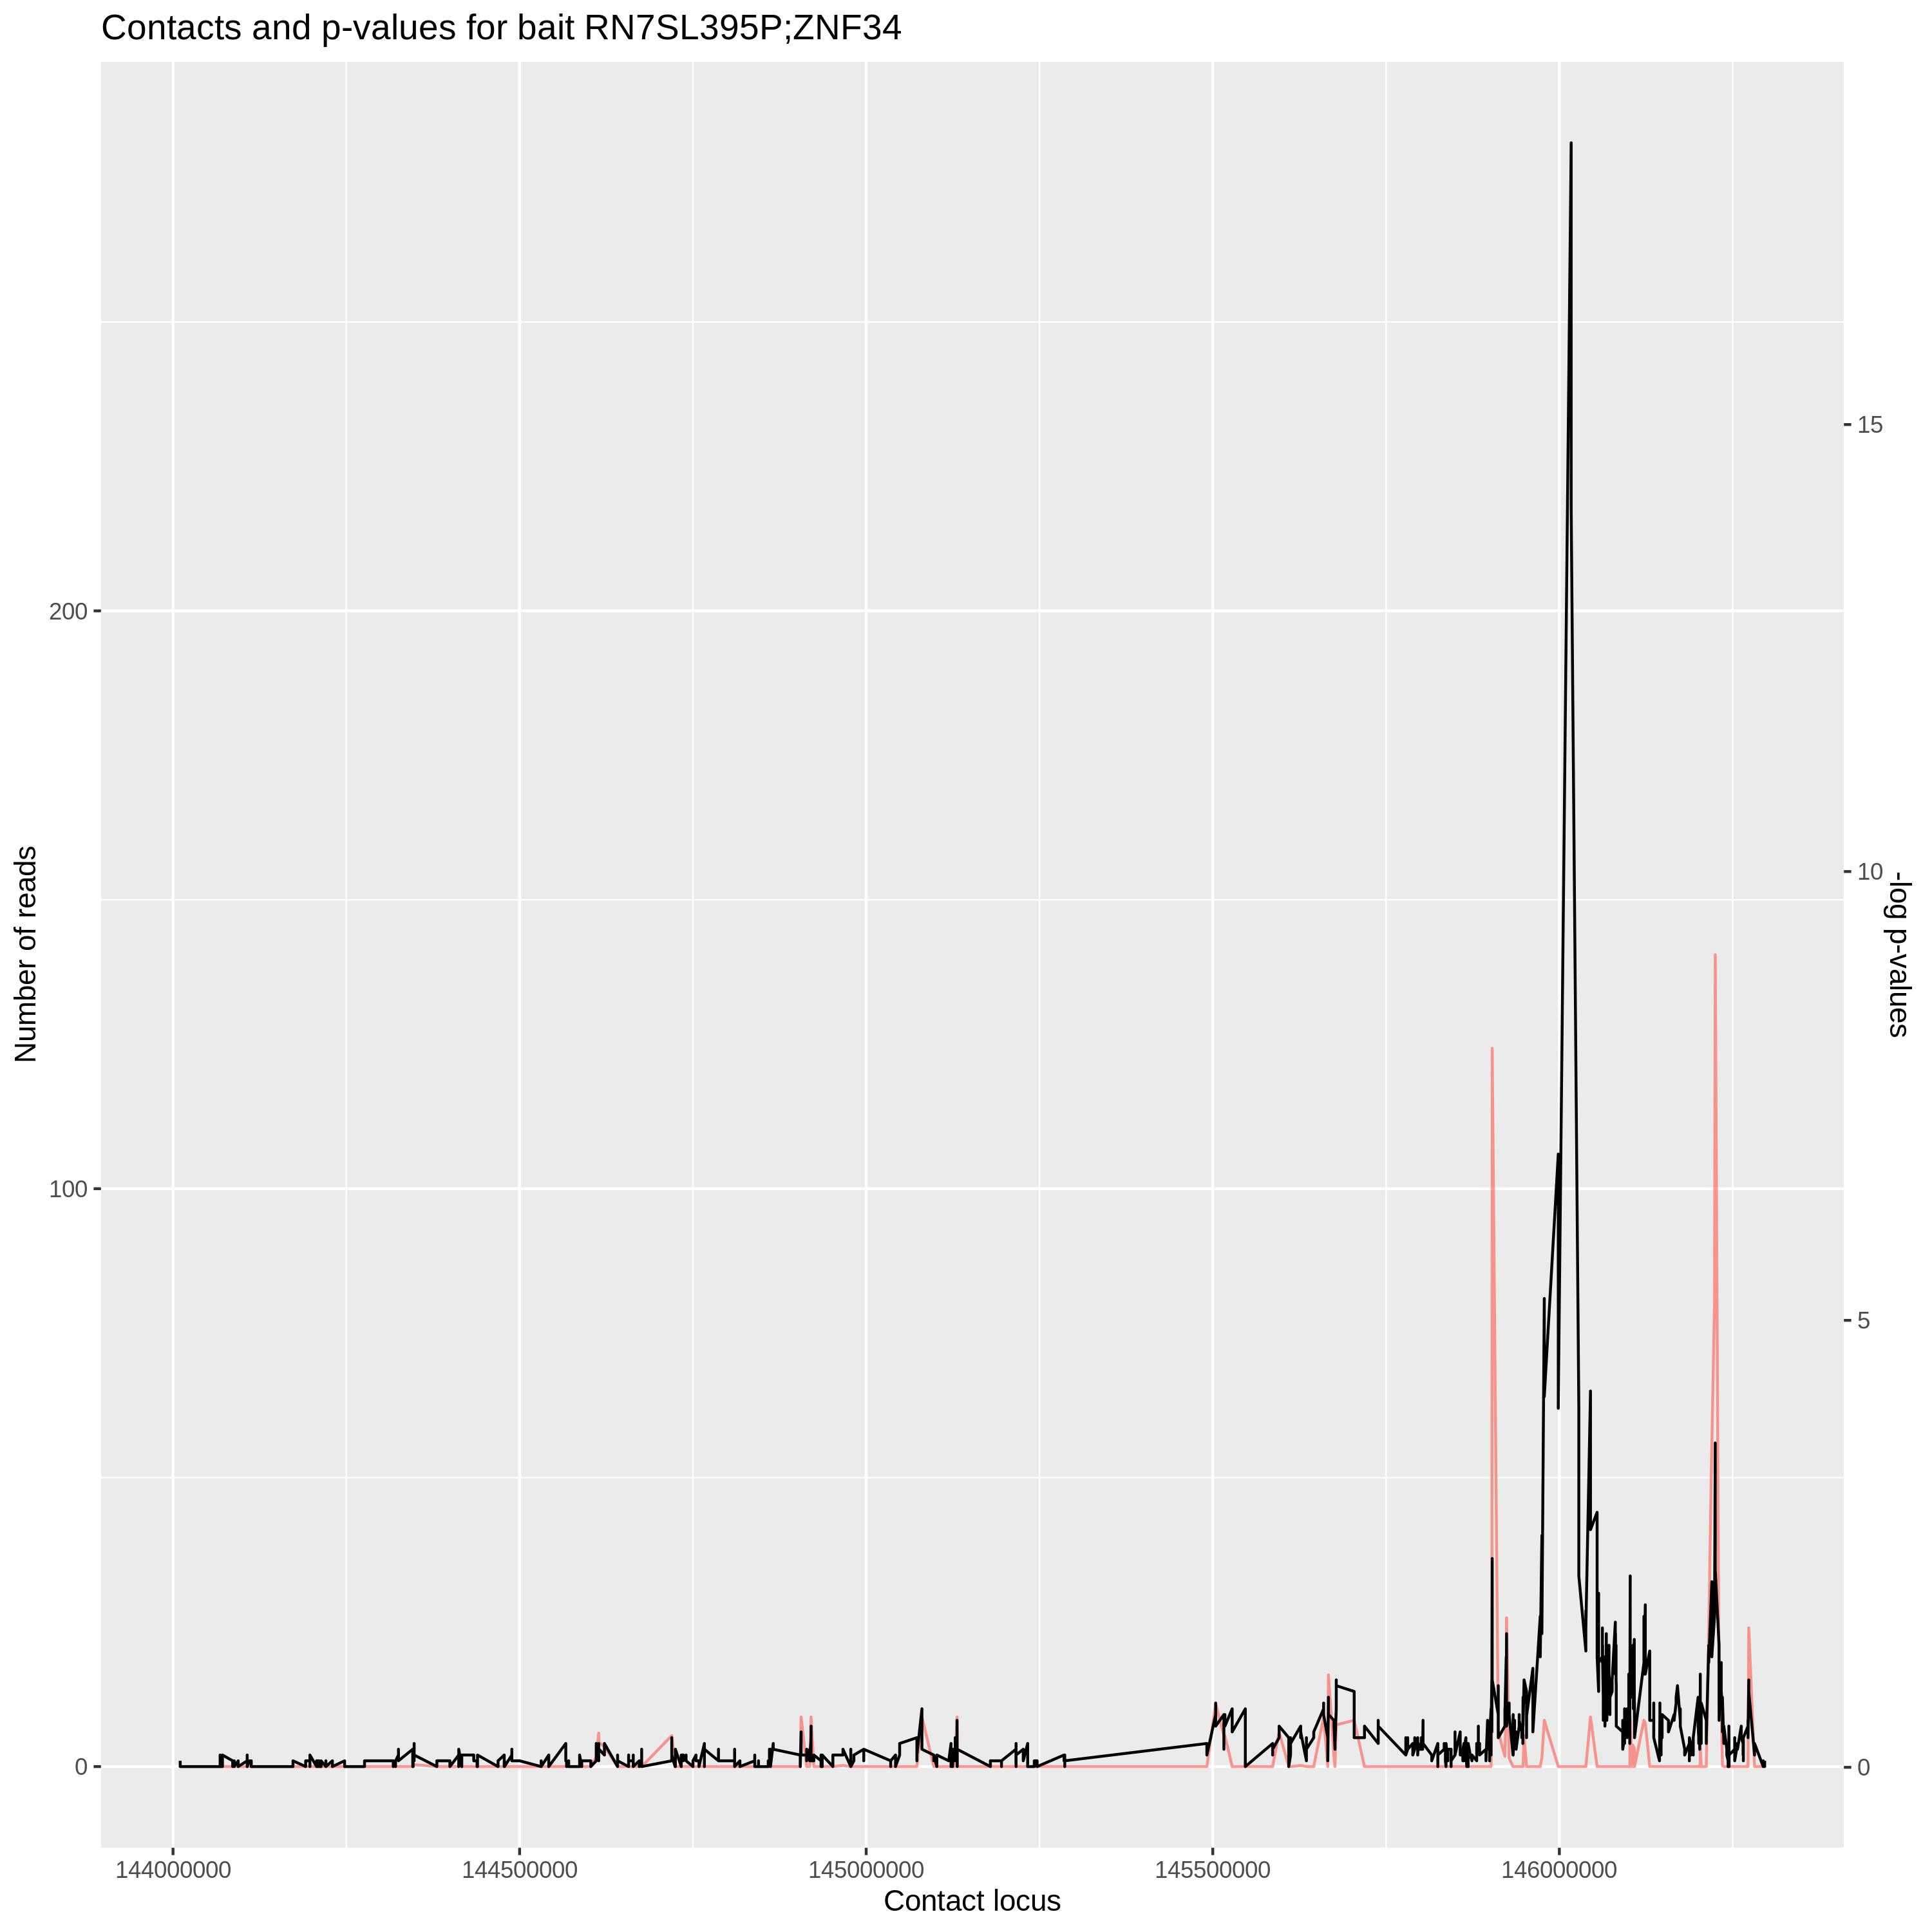 Contacts and p-values for bait RN7SL395P;ZNF34
Number of reads
200
100
0
15
10
5
0
-log p-values
144000000 144500000 145000000 145500000 146000000
Contact locus